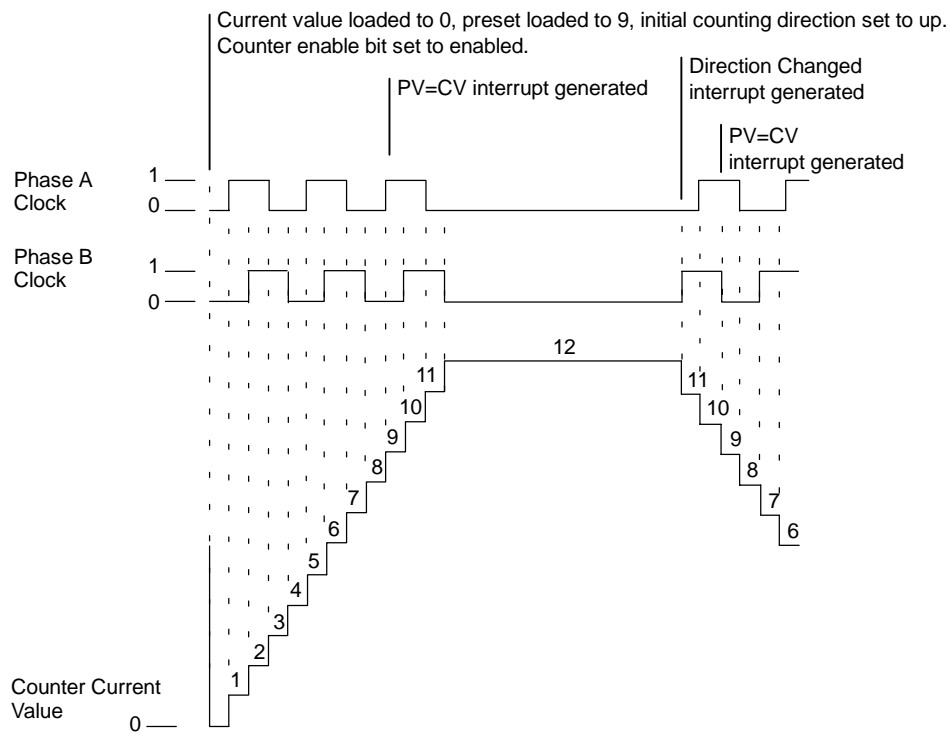 Current value loaded to 0, preset loaded to 9, initial counting direction set to up.
Counter enable bit set to enabled.
PV=CV interrupt generated
Direction Changed
interrupt generated
PV=CV
interrupt generated
Phase A
Clock
1
0
Phase B
Clock
1
0
12
11
11
10
10
9
9
8
8
7
7
6
6
5
4
3
2
1
Counter Current
Value
0